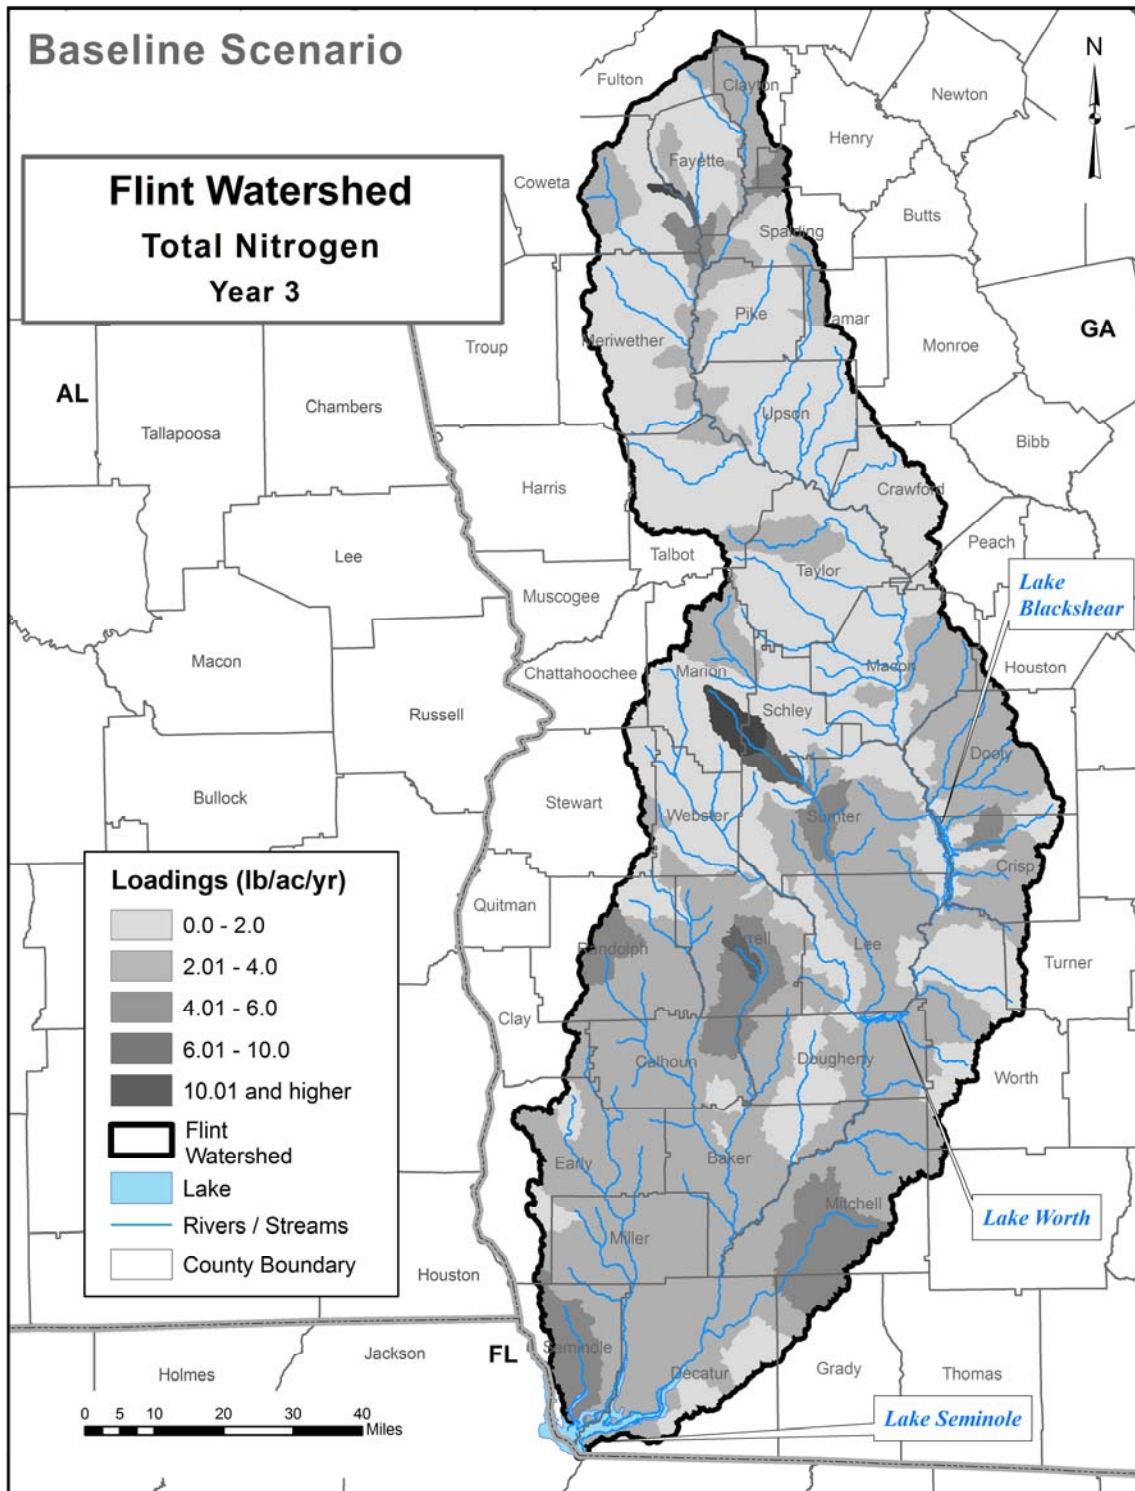 Baseline Scenario
Flint Watershed
Total Nitrogen
Year 3
N
Fulton
Clayton
Newton
Henry
Fayette
Coweta
Butts
Spalding
Pike
Lamar
GA
Meriwether
Troup
Monroe
AL
Chambers
Tallapoosa
Upson
Bibb
Harris
Crawford
Peach
Lee
Talbot
Taylor
Lake
Blackshear
Muscogee
Macon
Chattahoochee
Marion
Macon
Houston
Russell
Schley
Dooly
Bullock
Stewart
Webster
Sumter
Crisp
Loadings (lb/ac/yr)
0.0 - 2.0
2.01 - 4.0
4.01 - 6.0
6.01 - 10.0
10.01 and higher
Flint
Watershed
Lake
Rivers / Streams
County Boundary
Quitman
Randolph
Terrell
Lee
Turner
Clay
Calhoun
Dougherty
Worth
Early
Baker
Mitchell
Lake Worth
Miller
Houston
Seminole
FL
Jackson
Holmes
Decatur
Grady
Thomas
Lake Seminole
0 5 10 20 30 40
Miles